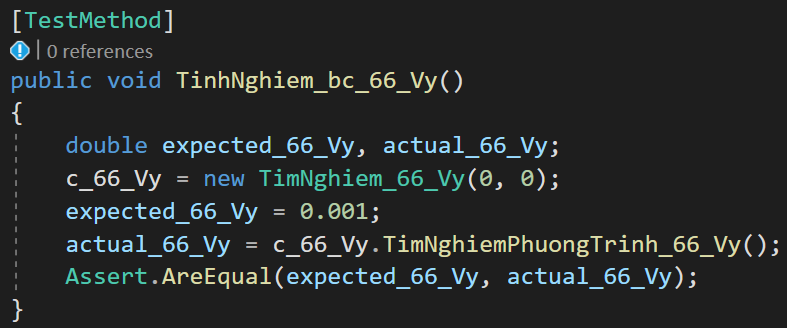 [TestMethod]
0 references
public void TinhNghiem_bc_66_Vy()
{
double expected_66_Vy, actual_66_Vy;
c_66_Vy = new TimNghiem_66_Vy(0, 0);
expected_66_Vy = 0.001;
actual_66_Vy = c_66_Vy.TimNghiemPhuongTrinh_66_Vy();
Assert.AreEqual(expected_66_Vy, actual_66_Vy);
}